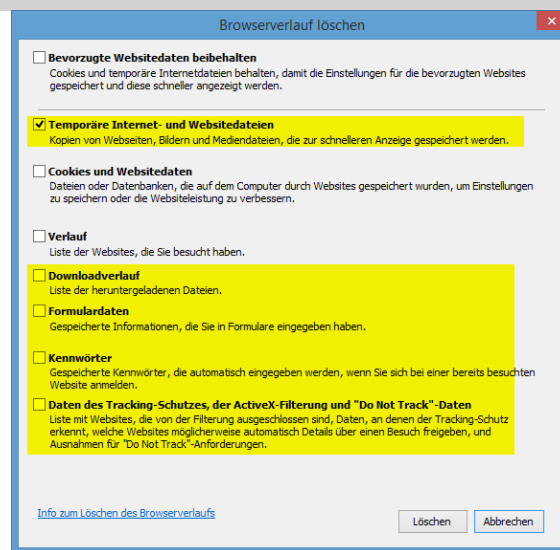 Browserverlauf löschen
Bevorzugte Websitedaten beibehalten
Cookies und temporäre Internetdateien behalten, damit die Einstellungen für die bevorzugten Websites
gespeichert und diese schneller angezeigt werden.
Temporäre Internet- und Websitedateien
Kopien von Webseiten, Bildern und Mediendateien, die zur schnelleren Anzeige gespeichert werden.
Cookies und Websitedaten
Dateien oder Datenbanken, die auf dem Computer durch Websites gespeichert wurden, um Einstellungen
zu speichern oder die Websiteleistung zu verbessern.
Verlauf
Liste der Websites, die Sie besucht haben.
Downloadverlauf
Liste der heruntergeladenen Dateien.
Formulardaten
Gespeicherte Informationen, die Sie in Formulare eingegeben haben.
Kennwörter
Gespeicherte Kennwörter, die automatisch eingegeben werden, wenn Sie sich bei einer bereits besuchten
Website anmelden.
Daten des Tracking-Schutzes, der ActiveX-Filterung und "Do Not Track"-Daten
Liste mit Websites, die von der Filterung ausgeschlossen sind, Daten, an denen der Tracking-Schutz
erkennt, welche Websites möglicherweise automatisch Details über einen Besuch freigeben, und
Ausnahmen für "Do Not Track"-Anforderungen.
Info zum Löschen des Browserverlaufs
Löschen
Abbrechen